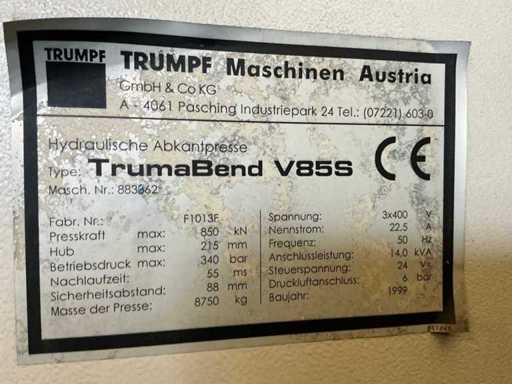 TRUMPF
TRUMPF Maschinen Austria
GmbH & Co KG
A - 4061 Pasching Industriepark 24 Tel.: (07221) 603-0
Hydraulische Abkantpresse
Type: TrumaBend V85S CE
Masch. Nr.: 883362
Fabr. Nr.: F1013F
Presskraft max: 850 kN
Hub max: 215 mm
Betriebsdruck max: 340 bar
Nachlaufzeit: 55 ms
Sicherheitsabstand: 88 mm
Masse der Presse: 8750 kg
Spannung: 3x400 V
Nennstrom: 22,5 A
Frequenz: 50 Hz
Anschlussleistung: 14,0 kVA
Steuerspannung: 24 V
Druckluftanschluss: 6 bar
Baujahr: 1999